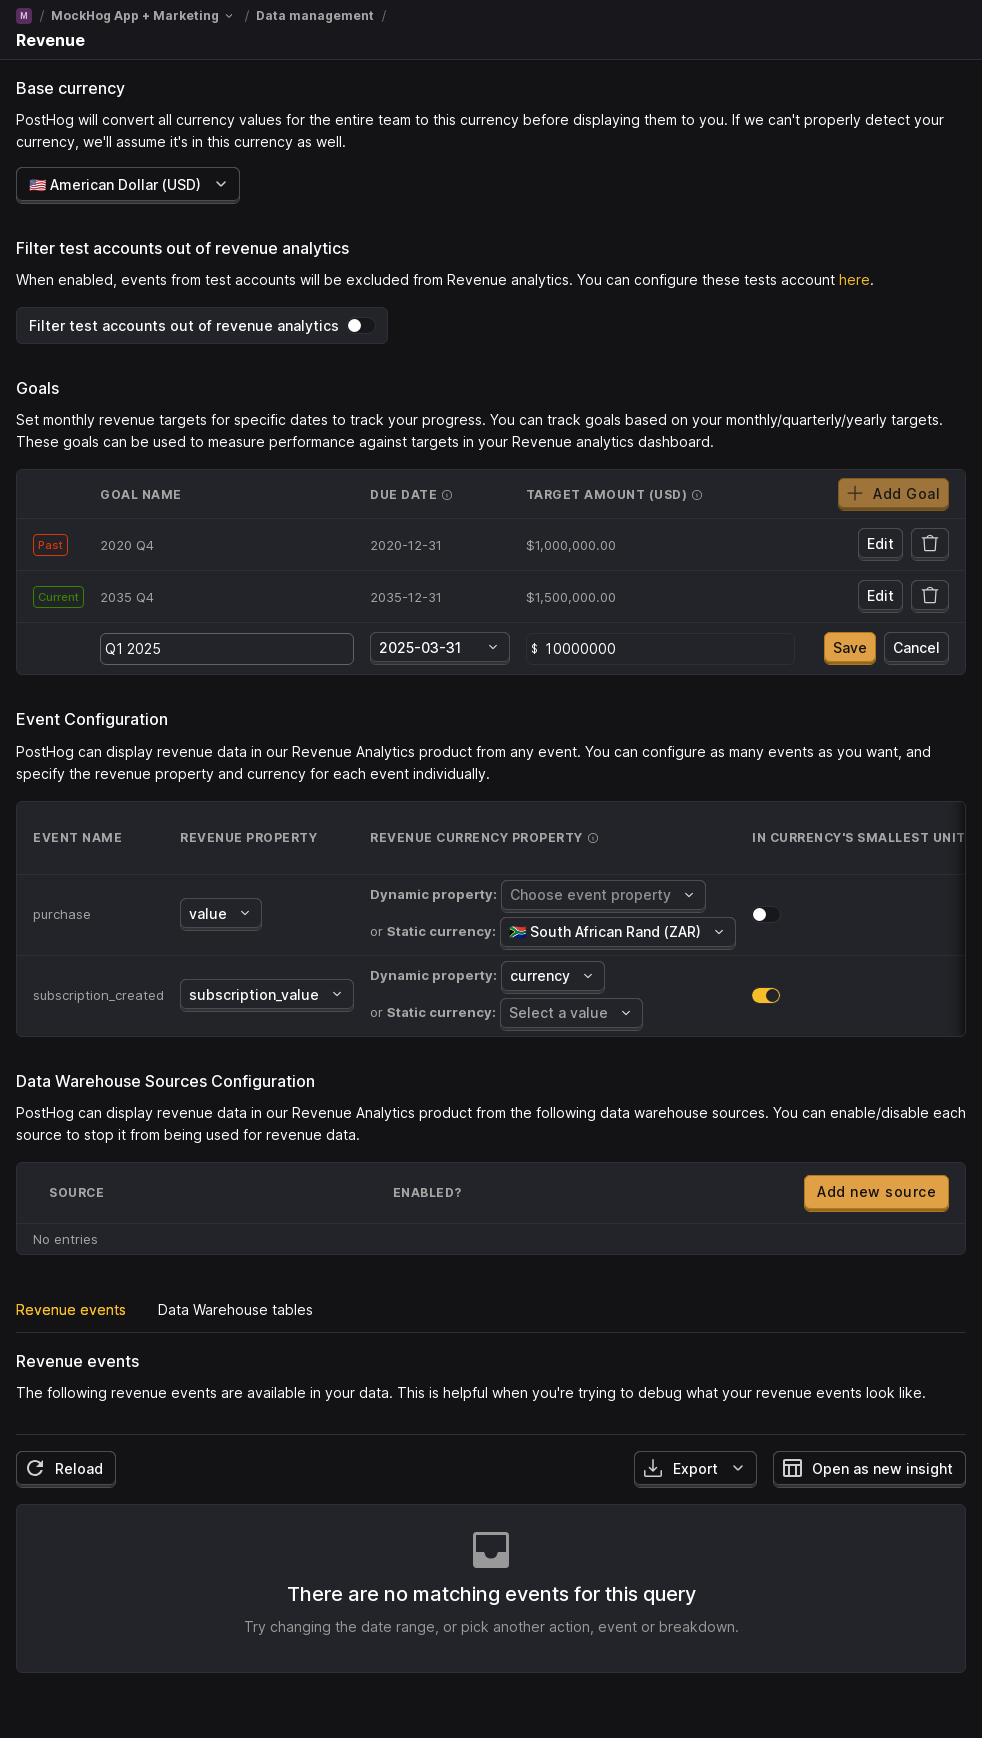 M / MockHog App + Marketing / Data management /
Revenue
Base currency
PostHog will convert all currency values for the entire team to this currency before displaying them to you. If we can't properly detect your
currency, we'll assume it's in this currency as well.
🇺🇸 American Dollar (USD)
Filter test accounts out of revenue analytics
When enabled, events from test accounts will be excluded from Revenue analytics. You can configure these tests account here.
Filter test accounts out of revenue analytics
Goals
Set monthly revenue targets for specific dates to track your progress. You can track goals based on your monthly/quarterly/yearly targets.
These goals can be used to measure performance against targets in your Revenue analytics dashboard.
GOAL NAME DUE DATE TARGET AMOUNT (USD) Add Goal
Past 2020 Q4 2020-12-31 $1,000,000.00 Edit
Current 2035 Q4 2035-12-31 $1,500,000.00 Edit
Q1 2025 2025-03-31 $ 10000000 Save Cancel
Event Configuration
PostHog can display revenue data in our Revenue Analytics product from any event. You can configure as many events as you want, and
specify the revenue property and currency for each event individually.
EVENT NAME REVENUE PROPERTY REVENUE CURRENCY PROPERTY IN CURRENCY'S SMALLEST UNIT
purchase value Dynamic property: Choose event property
or Static currency: 🇿🇦 South African Rand (ZAR)
subscription_created subscription_value Dynamic property: currency
or Static currency: Select a value
Data Warehouse Sources Configuration
PostHog can display revenue data in our Revenue Analytics product from the following data warehouse sources. You can enable/disable each
source to stop it from being used for revenue data.
SOURCE ENABLED? Add new source
No entries
Revenue events Data Warehouse tables
Revenue events
The following revenue events are available in your data. This is helpful when you're trying to debug what your revenue events look like.
Reload Export Open as new insight
There are no matching events for this query
Try changing the date range, or pick another action, event or breakdown.